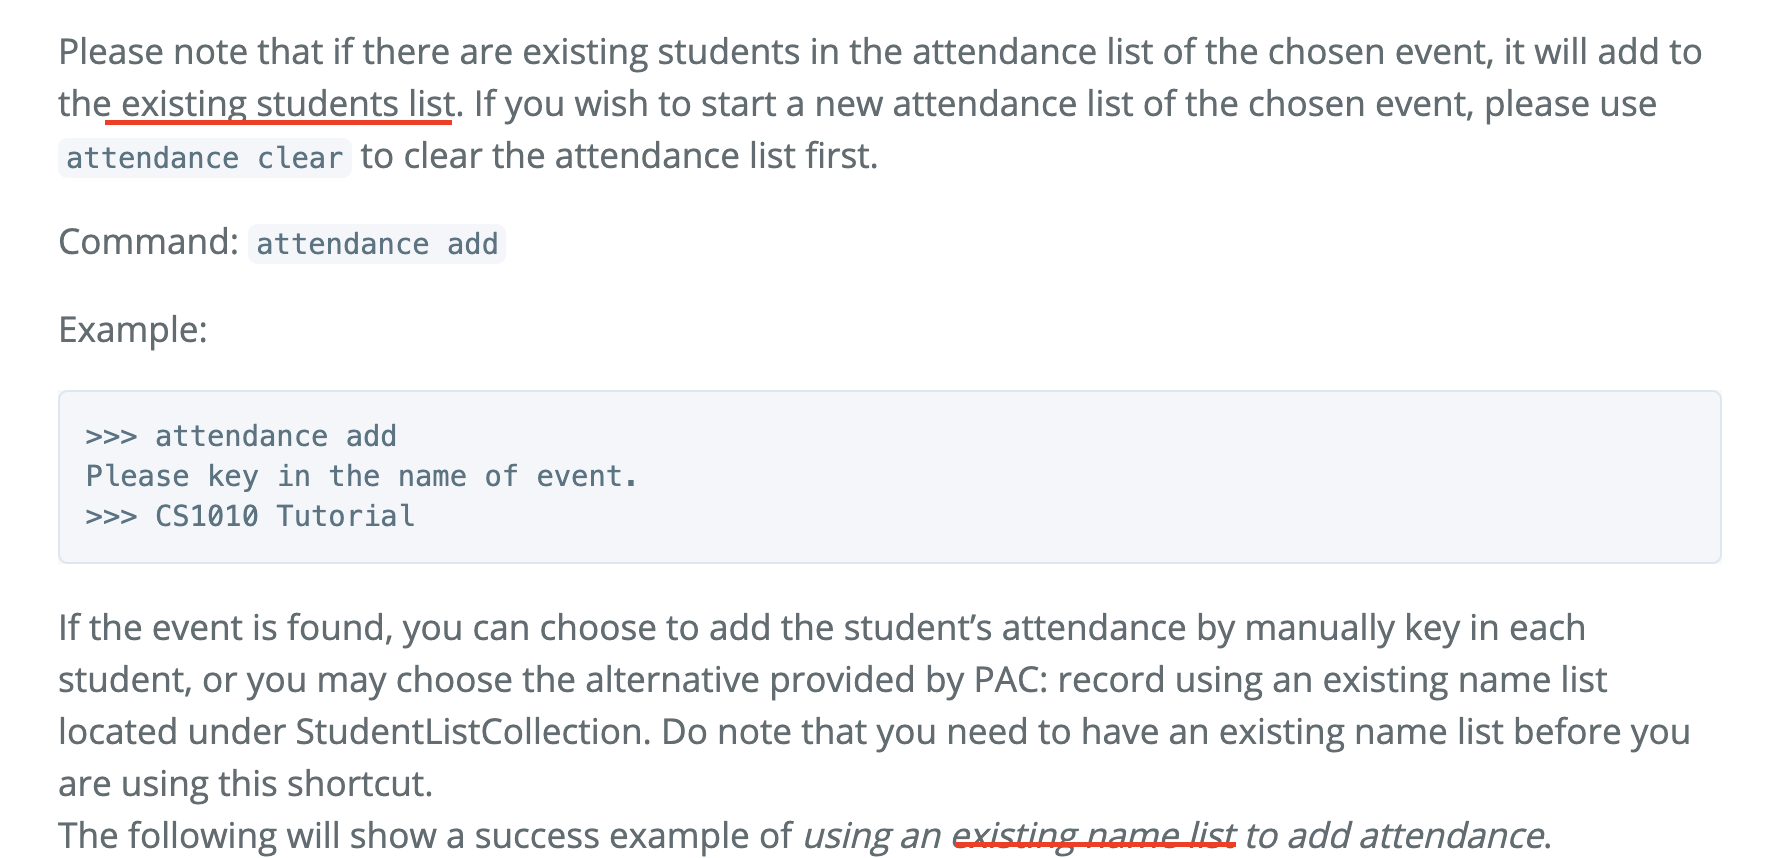 Please note that if there are existing students in the attendance list of the chosen event, it will add to
the existing students list. If you wish to start a new attendance list of the chosen event, please use
attendance clear to clear the attendance list first.
Command: attendance add
Example:
>>> attendance add
Please key in the name of event.
>>> CS1010 Tutorial
If the event is found, you can choose to add the student’s attendance by manually key in each
student, or you may choose the alternative provided by PAC: record using an existing name list
located under StudentListCollection. Do note that you need to have an existing name list before you
are using this shortcut.
The following will show a success example of using an existing name list to add attendance.